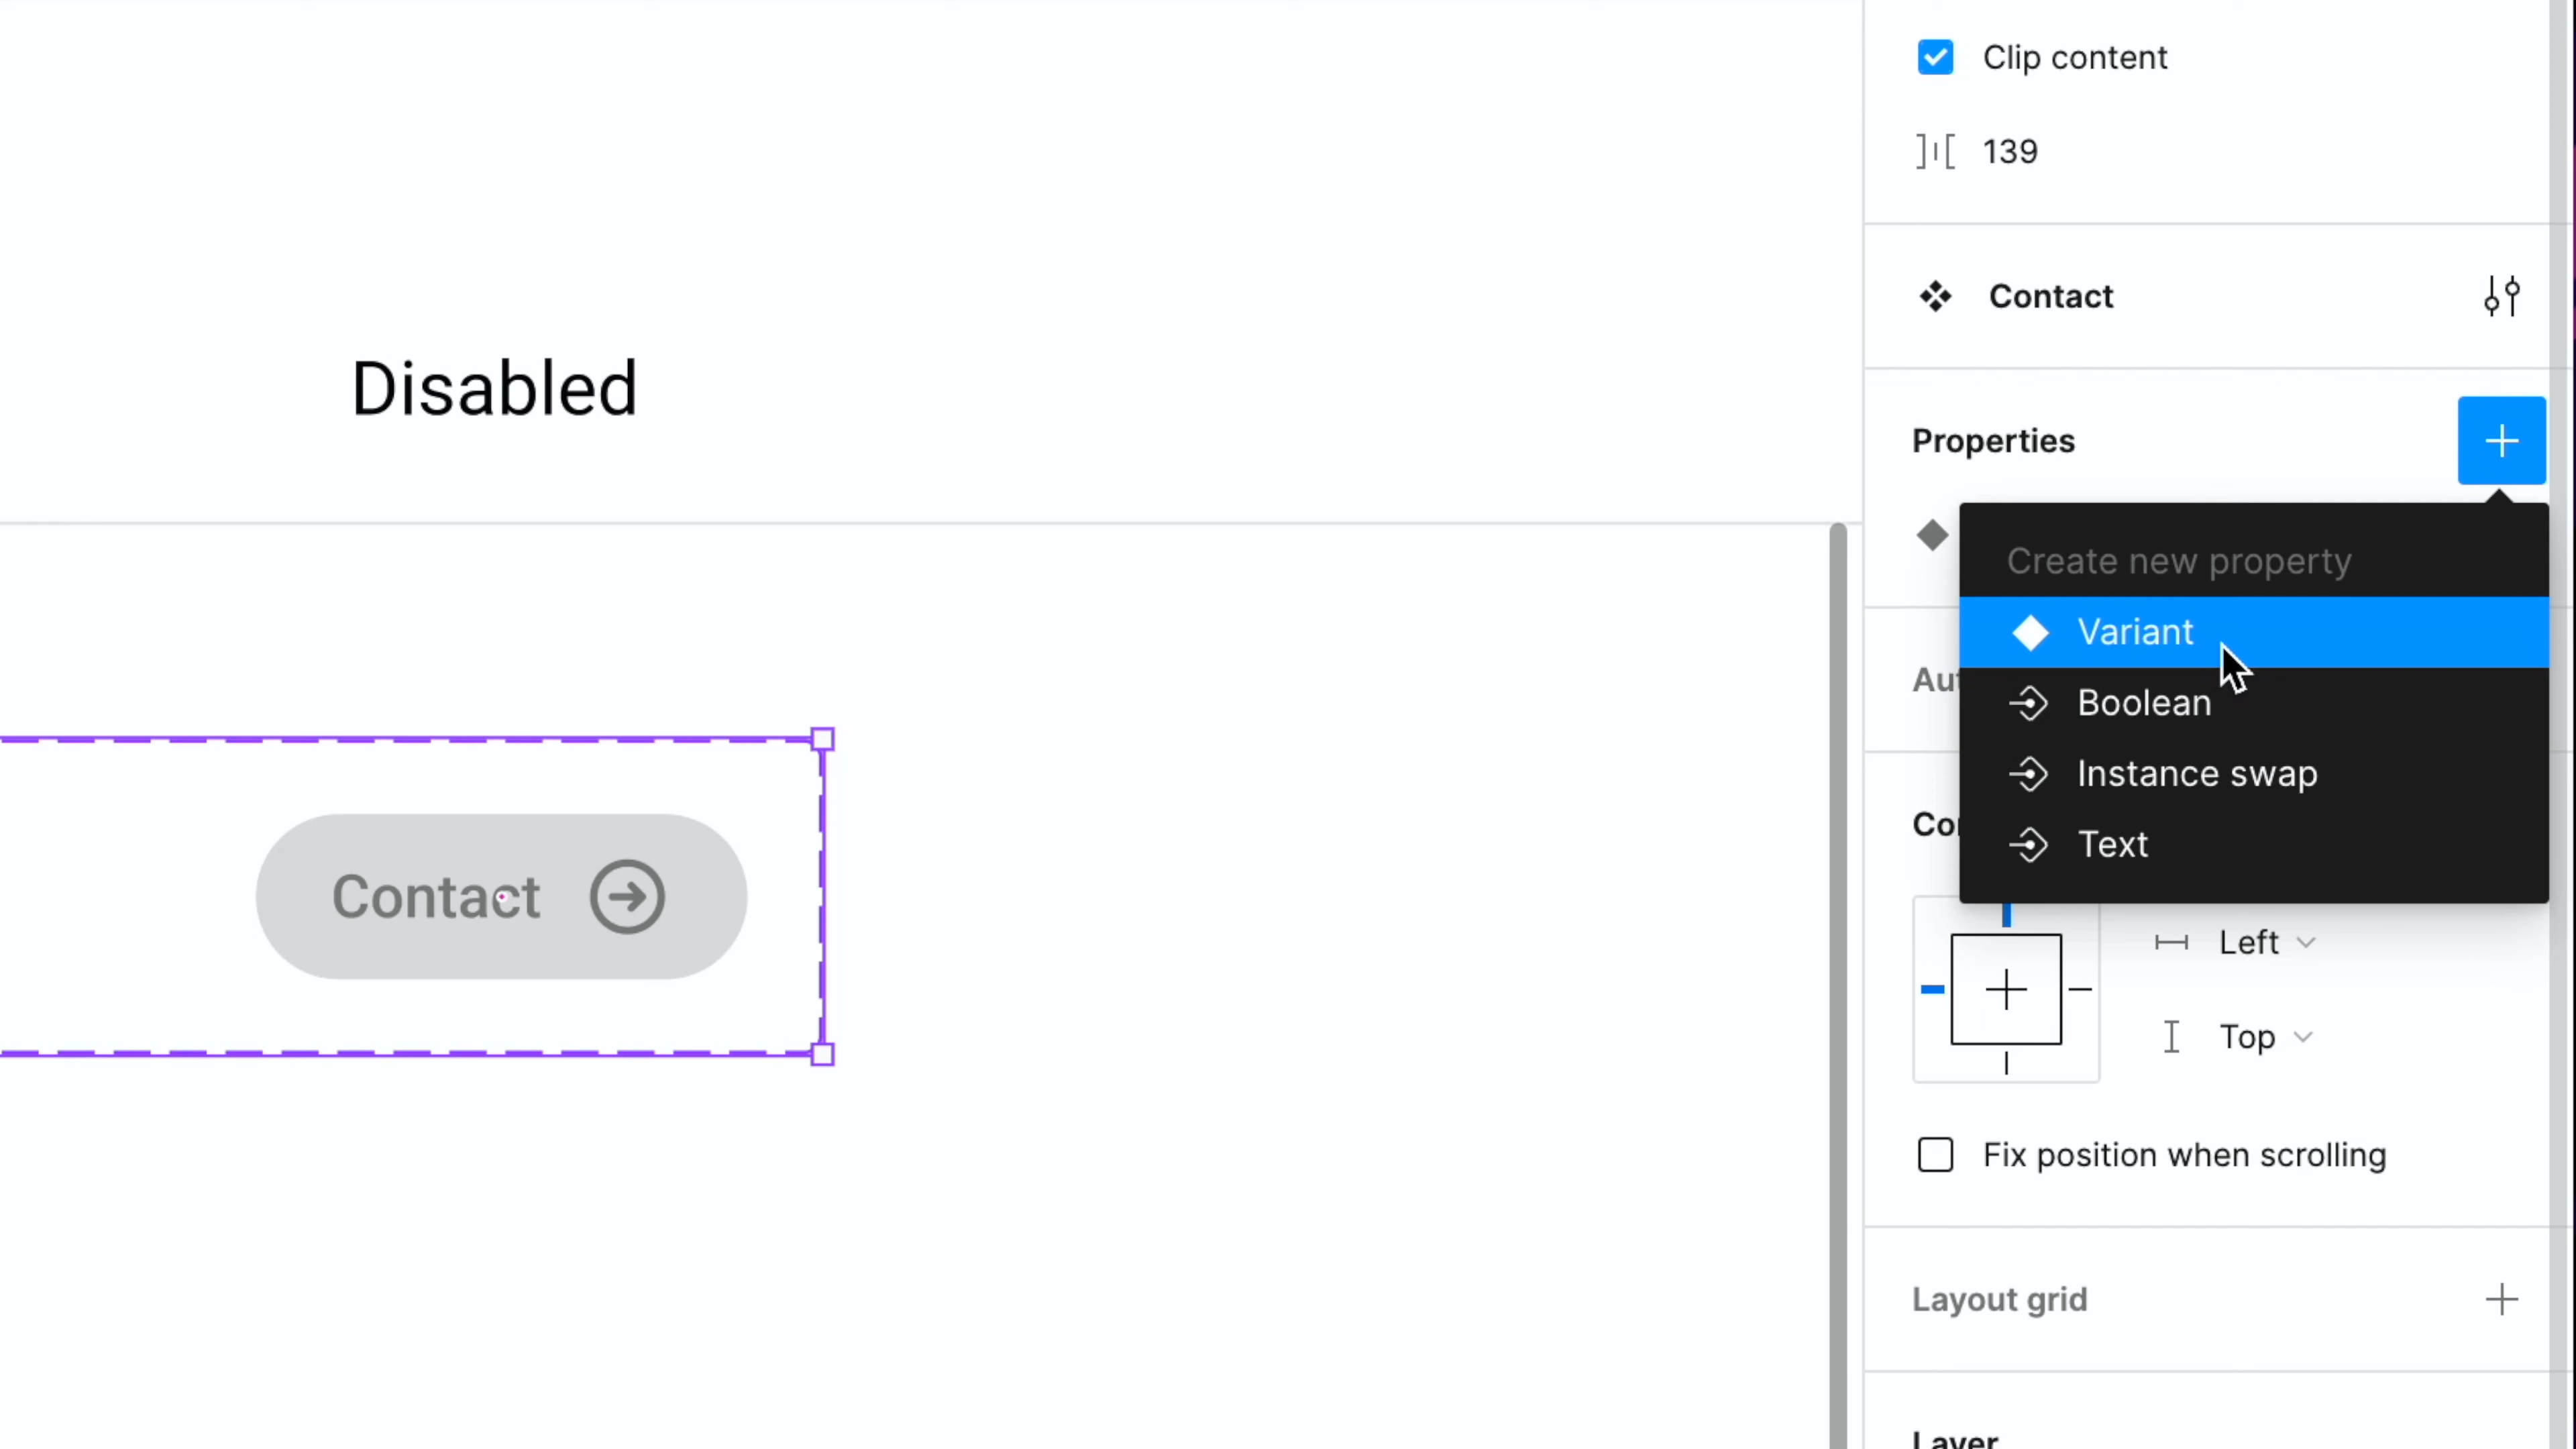 Clip content
139
Contact
Disabled
Properties
Create new property
Variant
Boolean
Instance swap
Text
Contact
Left
Top
Fix position when scrolling
Layout grid
Layer